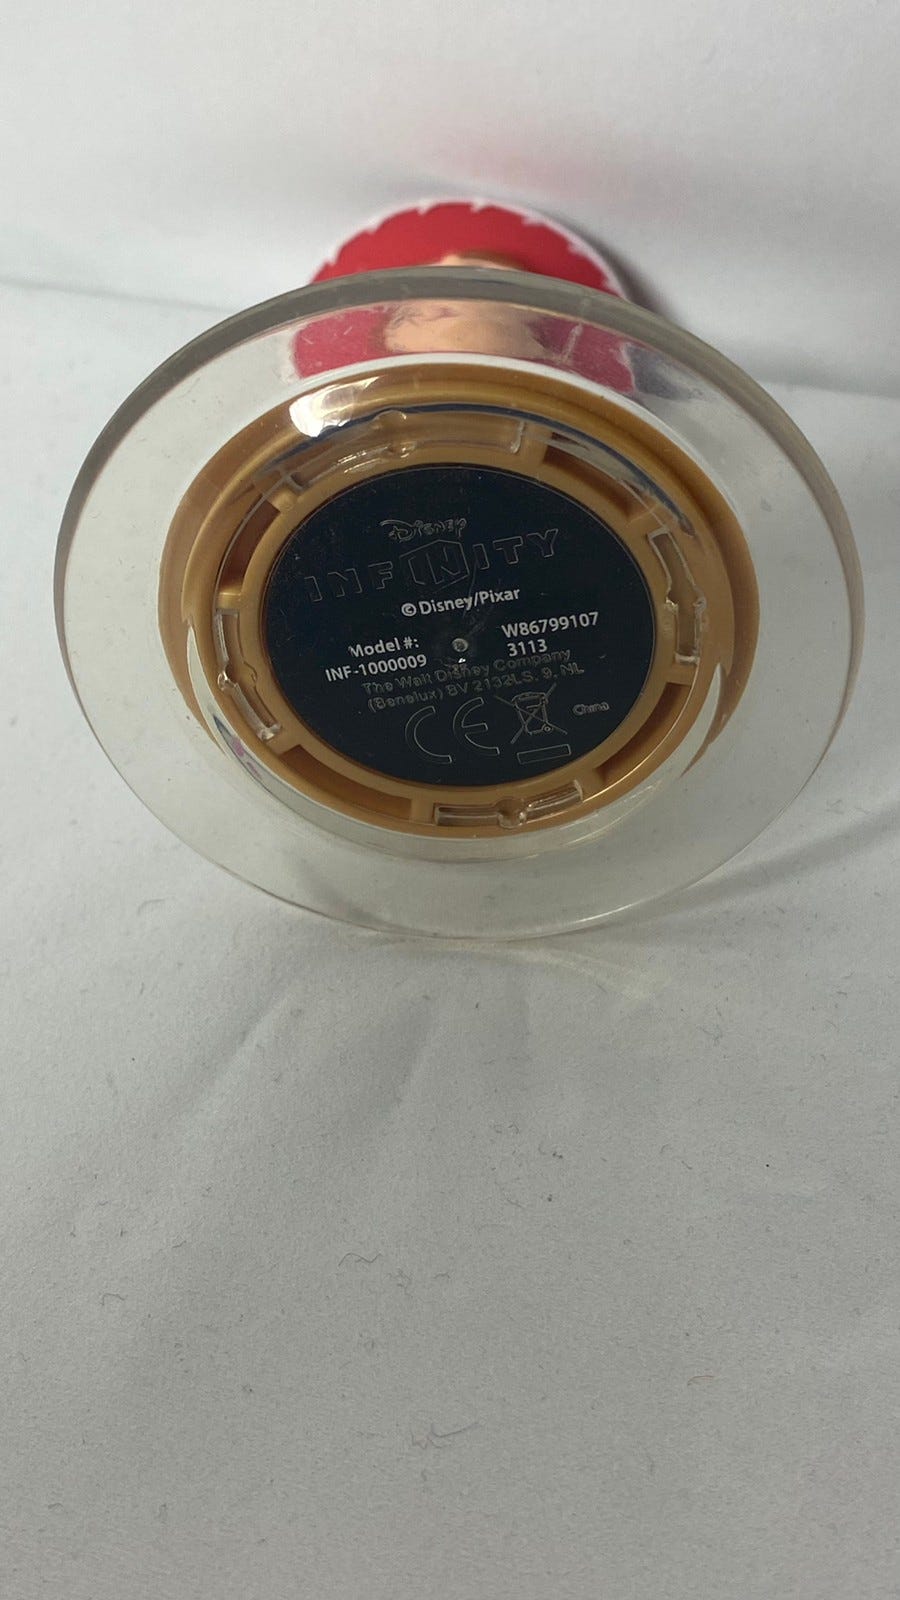 Disney
INFINITY
© Disney/Pixar
Model #:
INF-1000009
W86799107
3113
The Walt Disney Company
(Benelux) BV 2132LS, 9, NL
CE
China